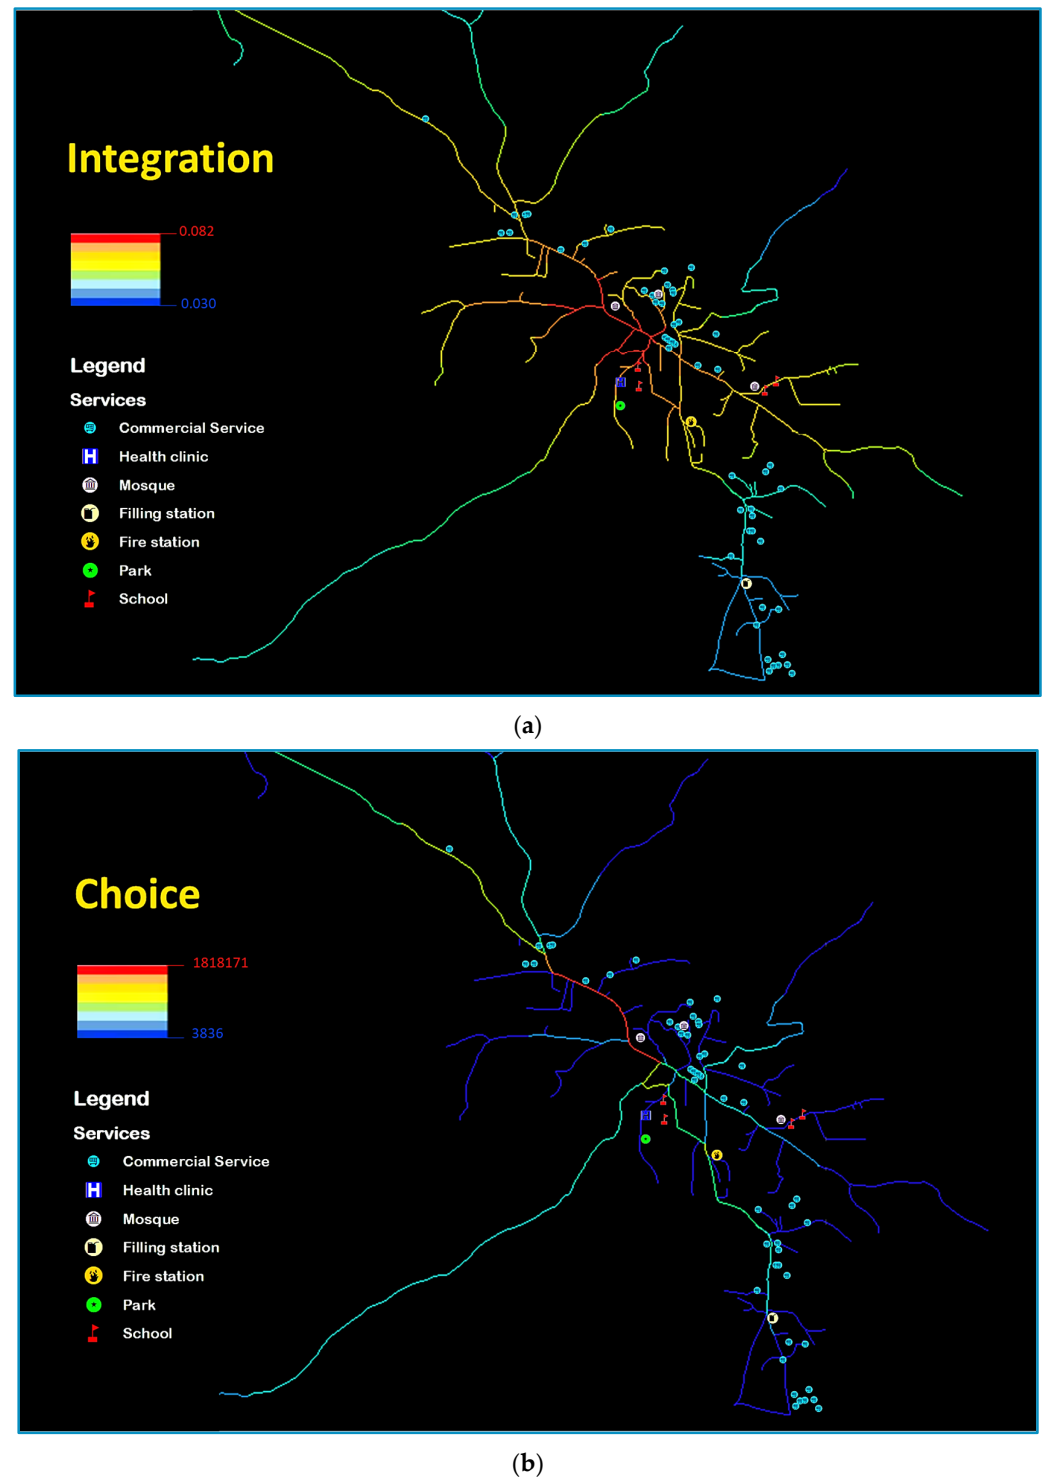 Integration
0.082
0.030
Legend
Services
Commercial Service
H Health clinic
Mosque
Filling station
Fire station
Park
School
(a)
Choice
1818171
3836
Legend
Services
Commercial Service
H Health clinic
Mosque
Filling station
Fire station
Park
School
(b)